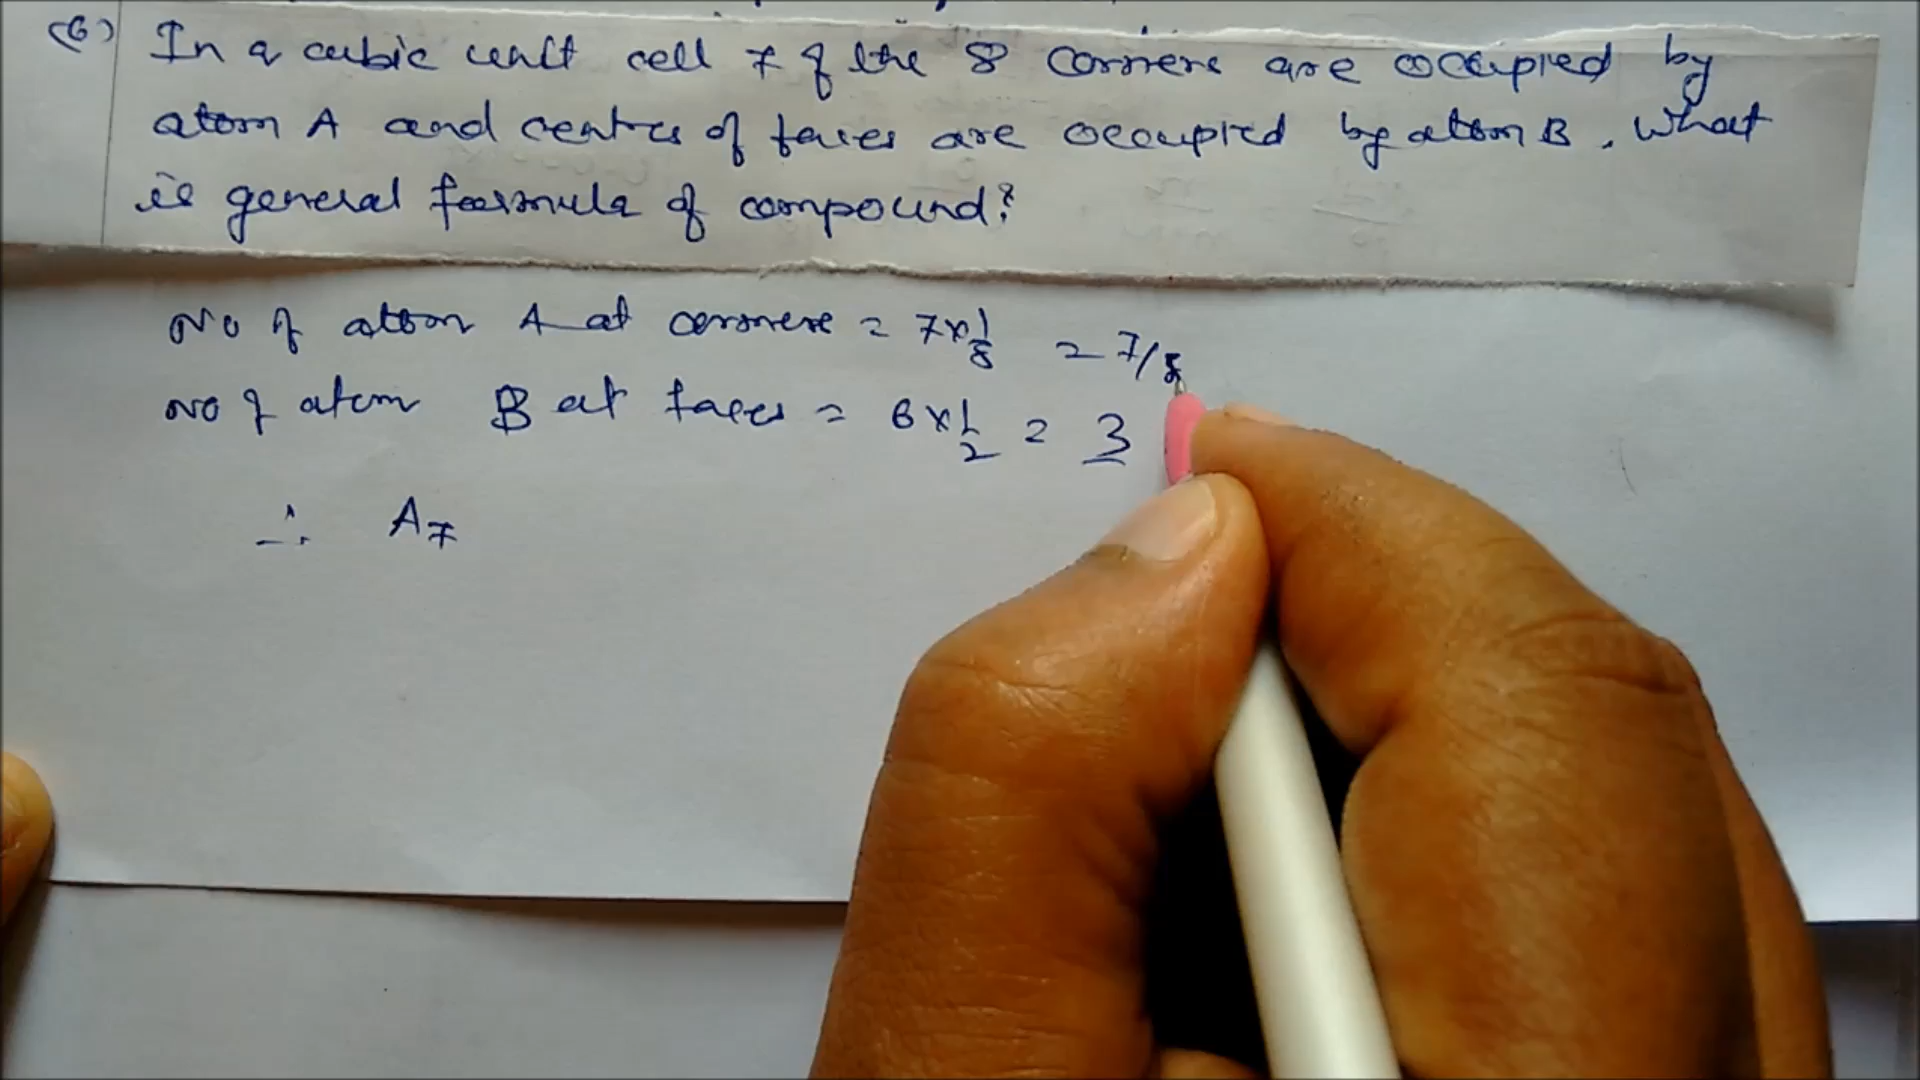 (6) In a cubic unit cell 7 of the 8 corners are occupied by
atom A and centres of faces are occupied by atom B. What
is general formula of compound?
No of atom A at corners = 7 x 1/8 = 7/8
No of atom B at faces = 6 x 1/2 = 3
∴ A7